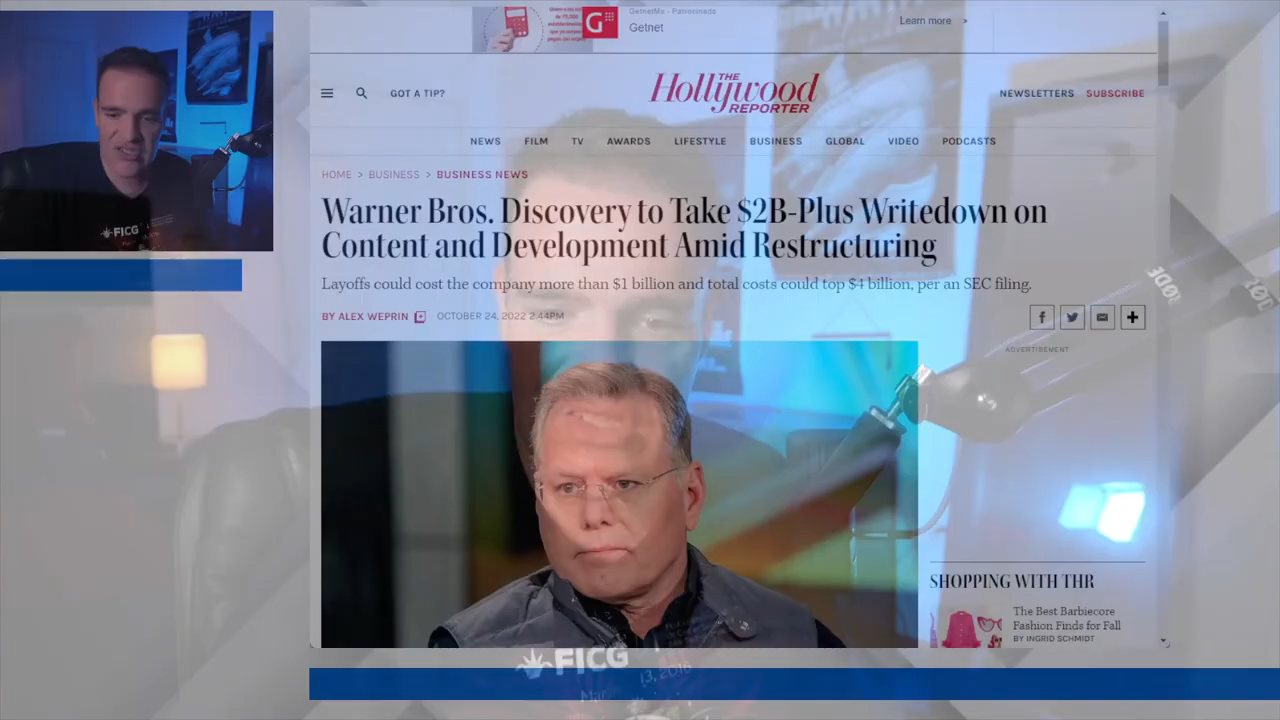 GetnetMx - Patrocinado
Getnet
Learn more >
GOT A TIP?
THE
Hollywood
REPORTER
NEWSLETTERS SUBSCRIBE
NEWS FILM TV AWARDS LIFESTYLE BUSINESS GLOBAL VIDEO PODCASTS
HOME > BUSINESS > BUSINESS NEWS
Warner Bros. Discovery to Take $2B-Plus Writedown on
Content and Development Amid Restructuring
Layoffs could cost the company more than $1 billion and total costs could top $4 billion, per an SEC filing.
BY ALEX WEPRIN + OCTOBER 24, 2022 2:44PM
ADVERTISEMENT
SHOPPING WITH THR
The Best Barbiecore
Fashion Finds for Fall
BY INGRID SCHMIDT
FICG
FICG
13, 2016